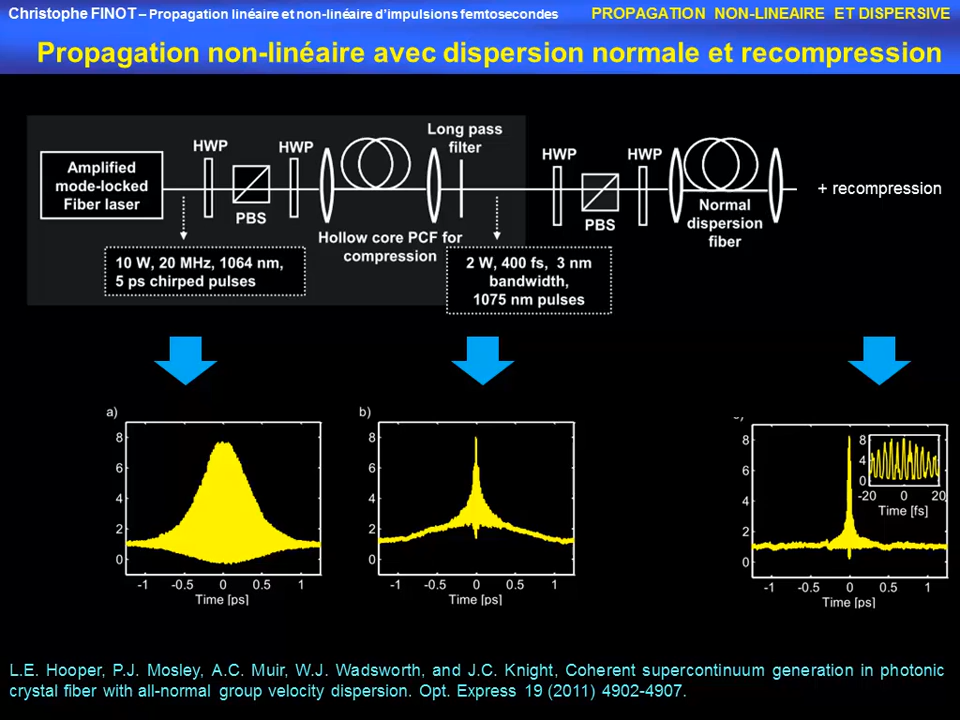 Christophe FINOT – Propagation linéaire et non-linéaire d'impulsions femtosecondes PROPAGATION NON-LINEAIRE ET DISPERSIVE
Propagation non-linéaire avec dispersion normale et recompression
Amplified
mode-locked
Fiber laser
HWP
PBS
HWP
Hollow core PCF for
compression
Long pass
filter
HWP
PBS
HWP
Normal
dispersion
fiber
+ recompression
10 W, 20 MHz, 1064 nm,
5 ps chirped pulses
2 W, 400 fs, 3 nm
bandwidth,
1075 nm pulses
a)
8
6
4
2
0
-1 -0.5 0 0.5 1
Time [ps]
b)
8
6
4
2
0
-1 -0.5 0 0.5 1
Time [ps]
8
6
4
2
0
-1 -0.5 0 0.5 1
Time [ps]
8
4
0
-20 0 20
Time [fs]
L.E. Hooper, P.J. Mosley, A.C. Muir, W.J. Wadsworth, and J.C. Knight, Coherent supercontinuum generation in photonic
crystal fiber with all-normal group velocity dispersion. Opt. Express 19 (2011) 4902-4907.